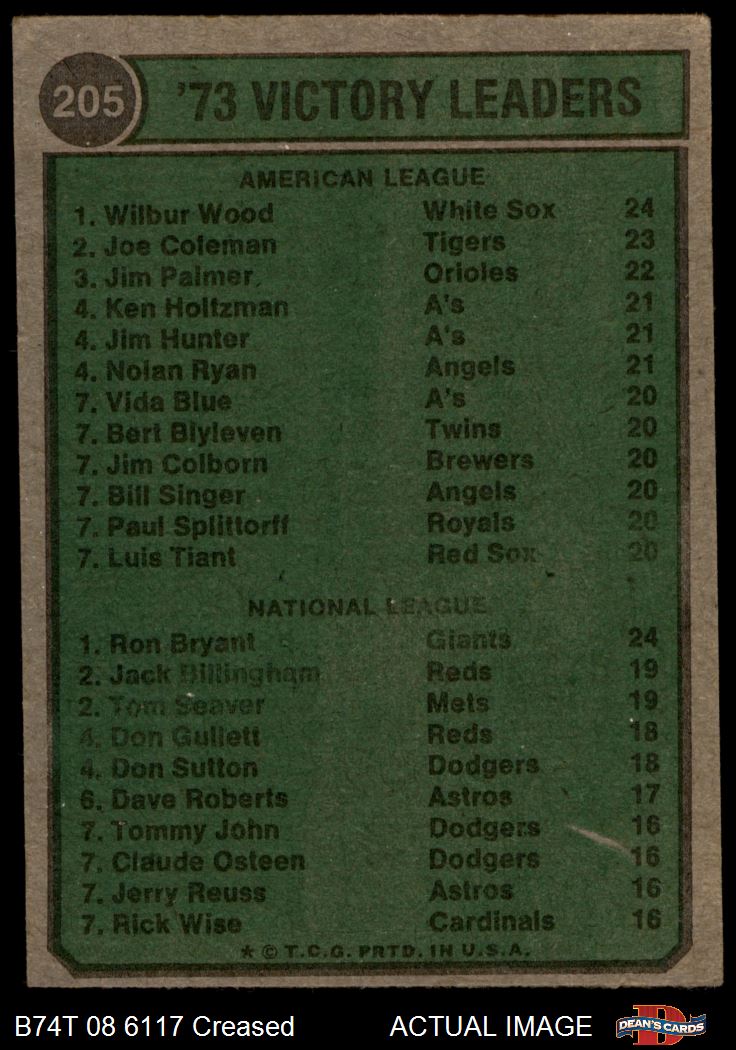 205
'73 VICTORY LEADERS
AMERICAN LEAGUE
1. Wilbur Wood White Sox 24
2. Joe Coleman Tigers 23
3. Jim Palmer Orioles 22
4. Ken Holtzman A's 21
4. Jim Hunter A's 21
4. Nolan Ryan Angels 21
7. Vida Blue A's 20
7. Bert Blyleven Twins 20
7. Jim Colborn Brewers 20
7. Bill Singer Angels 20
7. Paul Splittorff Royals 20
7. Luis Tiant Red Sox 20
NATIONAL LEAGUE
1. Ron Bryant Giants 24
2. Jack Billingham Reds 19
2. Tom Seaver Mets 19
4. Don Gullett Reds 18
4. Don Sutton Dodgers 18
6. Dave Roberts Astros 17
7. Tommy John Dodgers 16
7. Claude Osteen Dodgers 16
7. Jerry Reuss Astros 16
7. Rick Wise Cardinals 16
* © T.C.G. PRTD. IN U.S.A.
B74T 08 6117 Creased ACTUAL IMAGE
DEAN'S CARDS